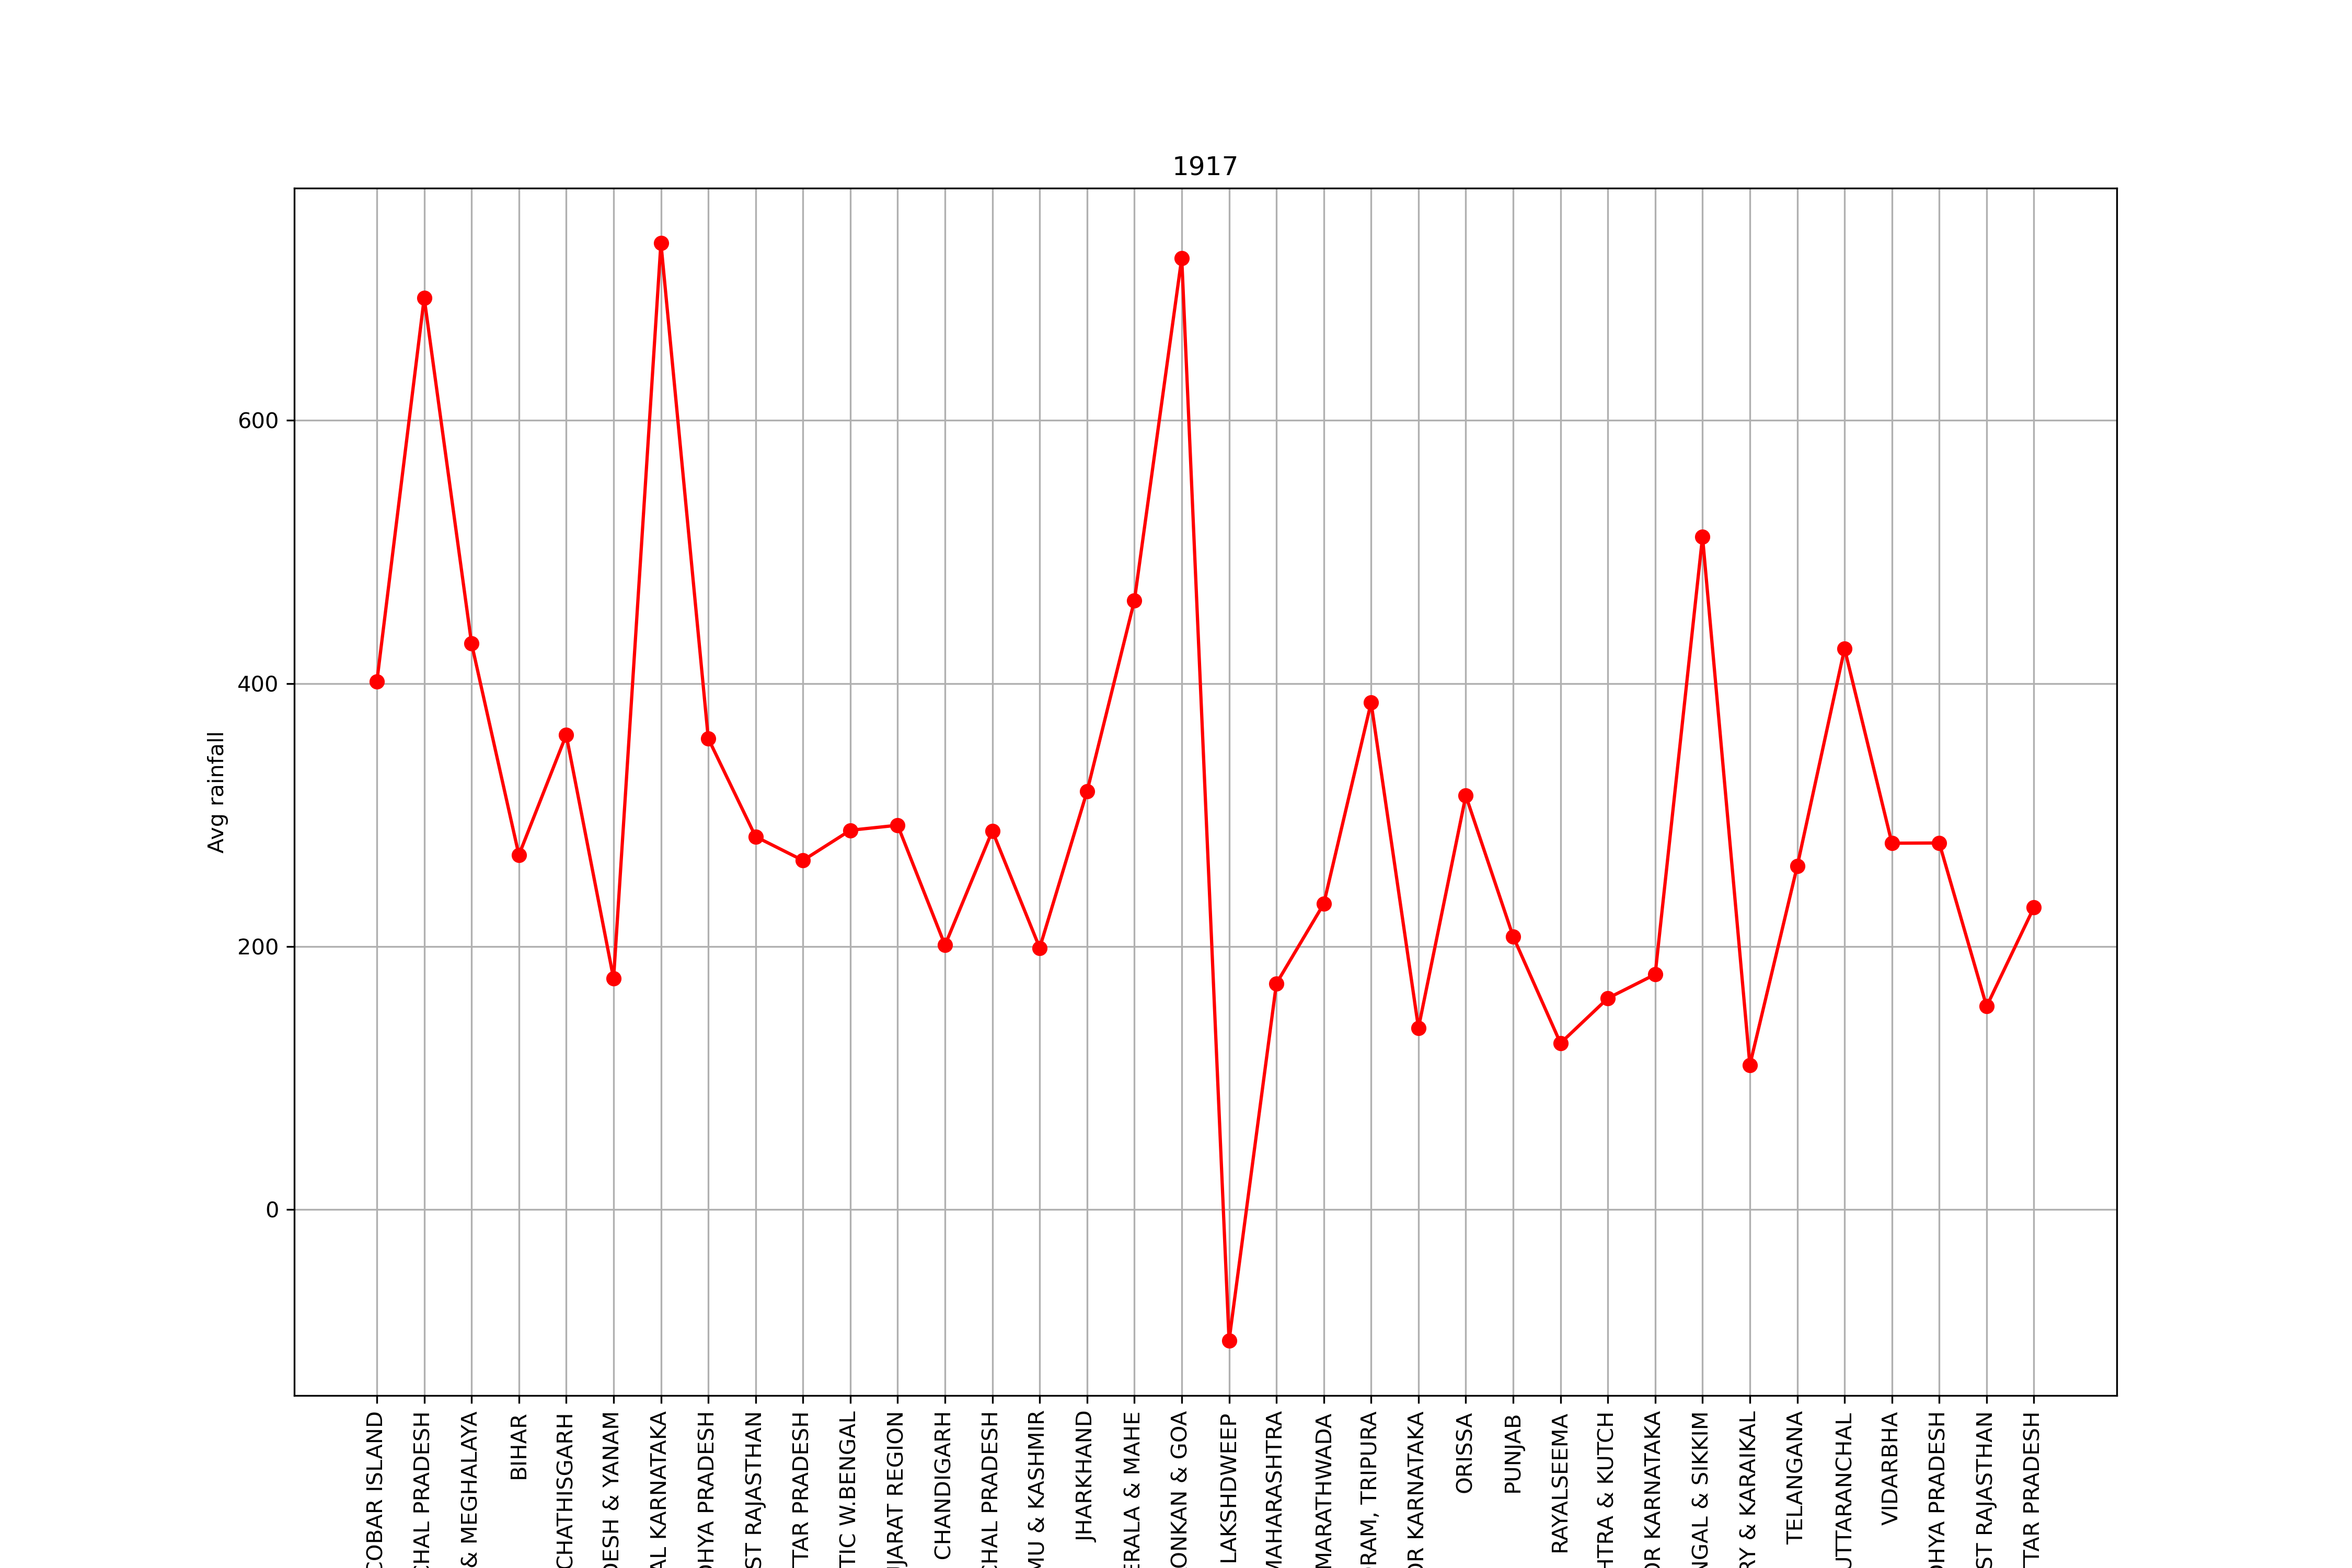 1917
Avg rainfall
600
400
200
0
COBAR ISLAND
CHAL PRADESH
& MEGHALAYA
BIHAR
CHATHISGARH
DESH & YANAM
AL KARNATAKA
DHYA PRADESH
ST RAJASTHAN
TTAR PRADESH
TIC W.BENGAL
JARAT REGION
CHANDIGARH
CHAL PRADESH
MU & KASHMIR
JHARKHAND
ERALA & MAHE
ONKAN & GOA
LAKSHDWEEP
MAHARASHTRA
MARATHWADA
RAM, TRIPURA
OR KARNATAKA
ORISSA
PUNJAB
RAYALSEEMA
HTRA & KUTCH
OR KARNATAKA
NGAL & SIKKIM
RY & KARAIKAL
TELANGANA
UTTARANCHAL
VIDARBHA
DHYA PRADESH
ST RAJASTHAN
TTAR PRADESH